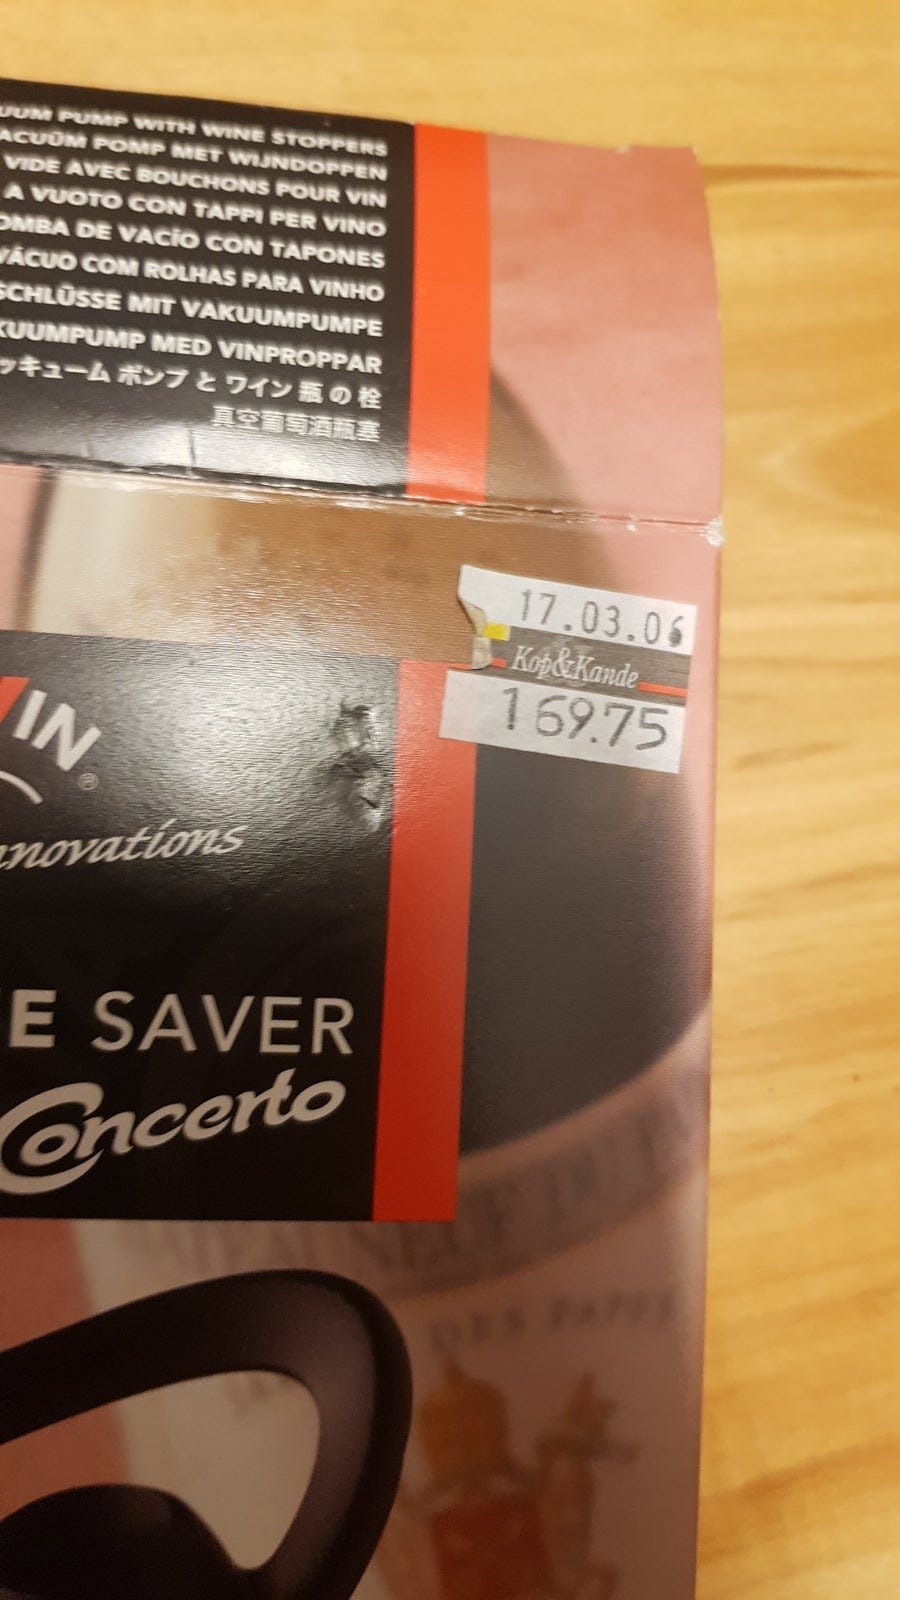 UUM PUMP WITH WINE STOPPERS
ACUÜM POMP MET WIJNDOPPEN
VIDE AVEC BOUCHONS POUR VIN
A VUOTO CON TAPPI PER VINO
OMBA DE VACÍO CON TAPONES
VÁCUO COM ROLHAS PARA VINHO
SCHLÜSSE MIT VAKUUMPUMPE
KUUMPUMP MED VINPROPPAR
ッキューム ポンプ と ワイン 瓶 の 栓
真空葡萄酒瓶塞
17.03.06
Kop&Kande
169.75
VIN®
nnovations
E SAVER
Concerto
DES PAPES